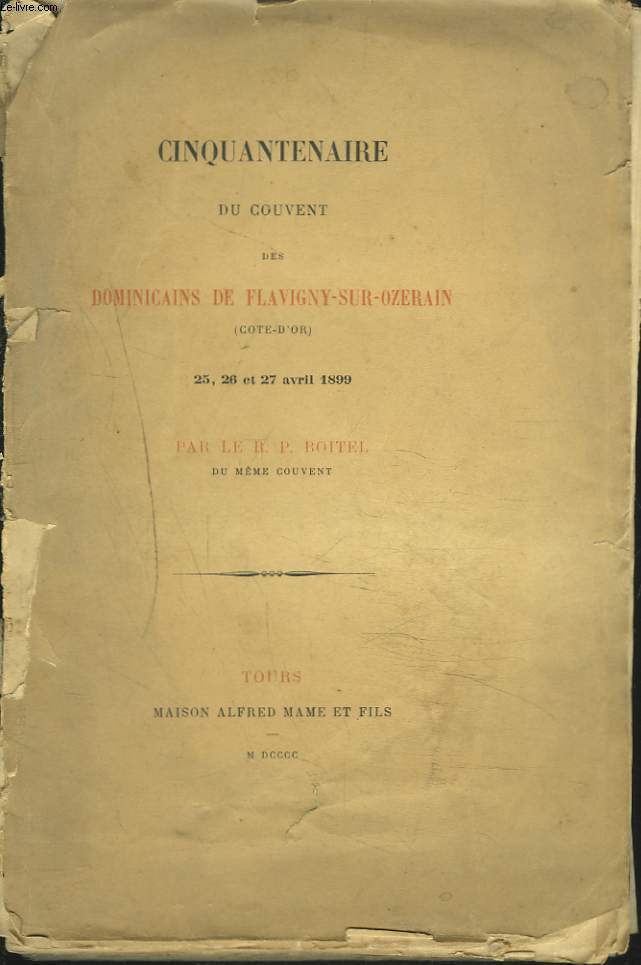 Le-livre.com
CINQUANTENAIRE
DU COUVENT
DES
DOMINICAINS DE FLAVIGNY-SUR-OZERAIN
(COTE-D'OR)
25, 26 et 27 avril 1899
PAR LE R. P. BOITEL
DU MÊME COUVENT
TOURS
MAISON ALFRED MAME ET FILS
M DCCCC